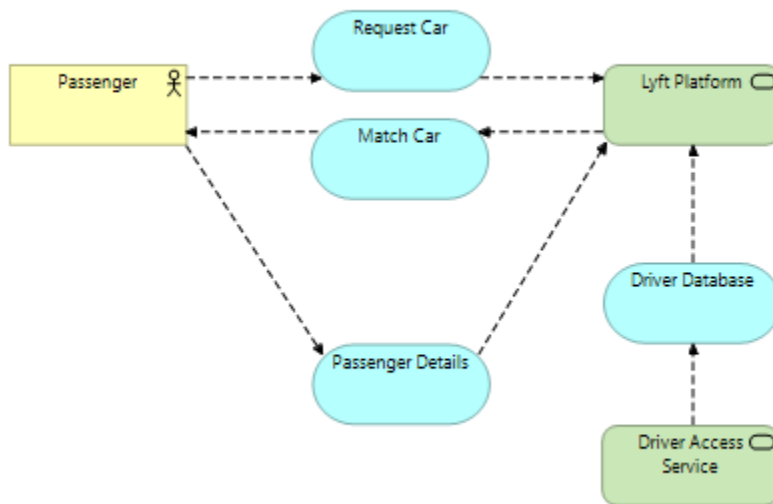 Request Car
Passenger
Lyft Platform
Match Car
Driver Database
Passenger Details
Driver Access
Service